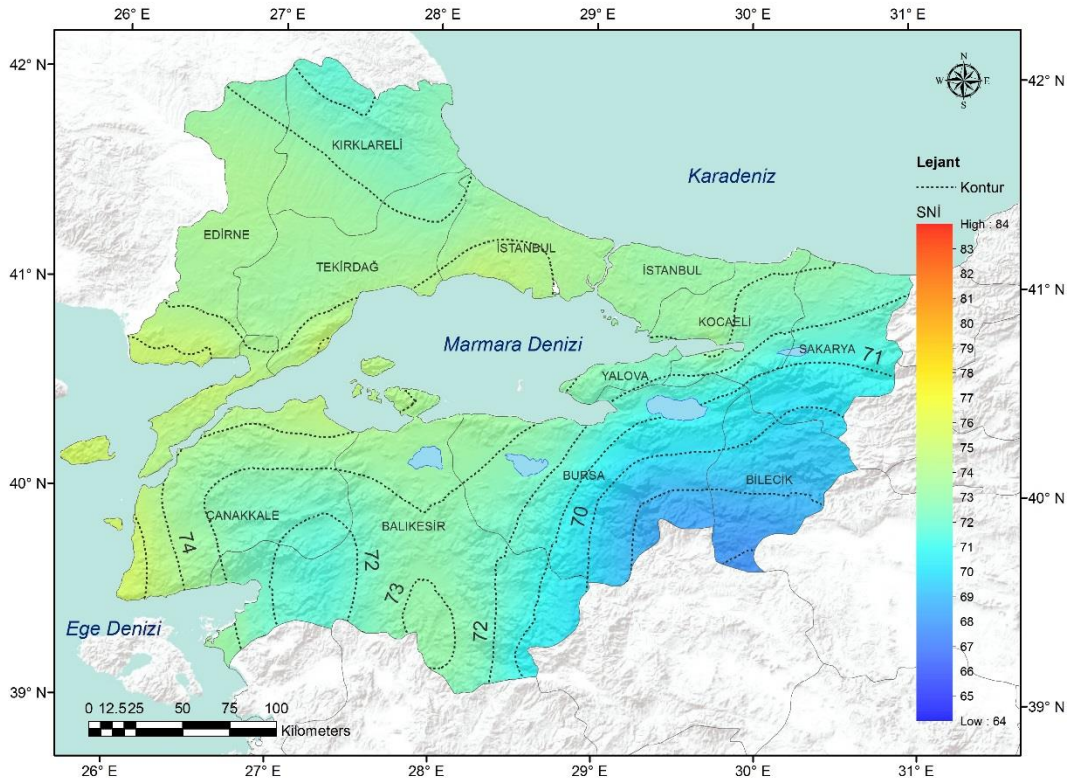 26° E 27° E 28° E 29° E 30° E 31° E
42° N 42° N
N
W E
S
KIRKLARELİ
Karadeniz
Lejant
Kontur
SNİ
High : 84
83
82
81
80
79
78
77
76
75
74
73
72
71
70
69
68
67
66
65
Low : 64
EDİRNE
İSTANBUL
TEKİRDAĞ
İSTANBUL
41° N 41° N
KOCAELİ
Marmara Denizi
SAKARYA
71
YALOVA
BURSA
BİLECİK
40° N 40° N
ÇANAKKALE
BALIKESİR
70
74
72
73
72
Ege Denizi
39° N 39° N
0 12.525 50 75 100
Kilometers
26° E 27° E 28° E 29° E 30° E 31° E